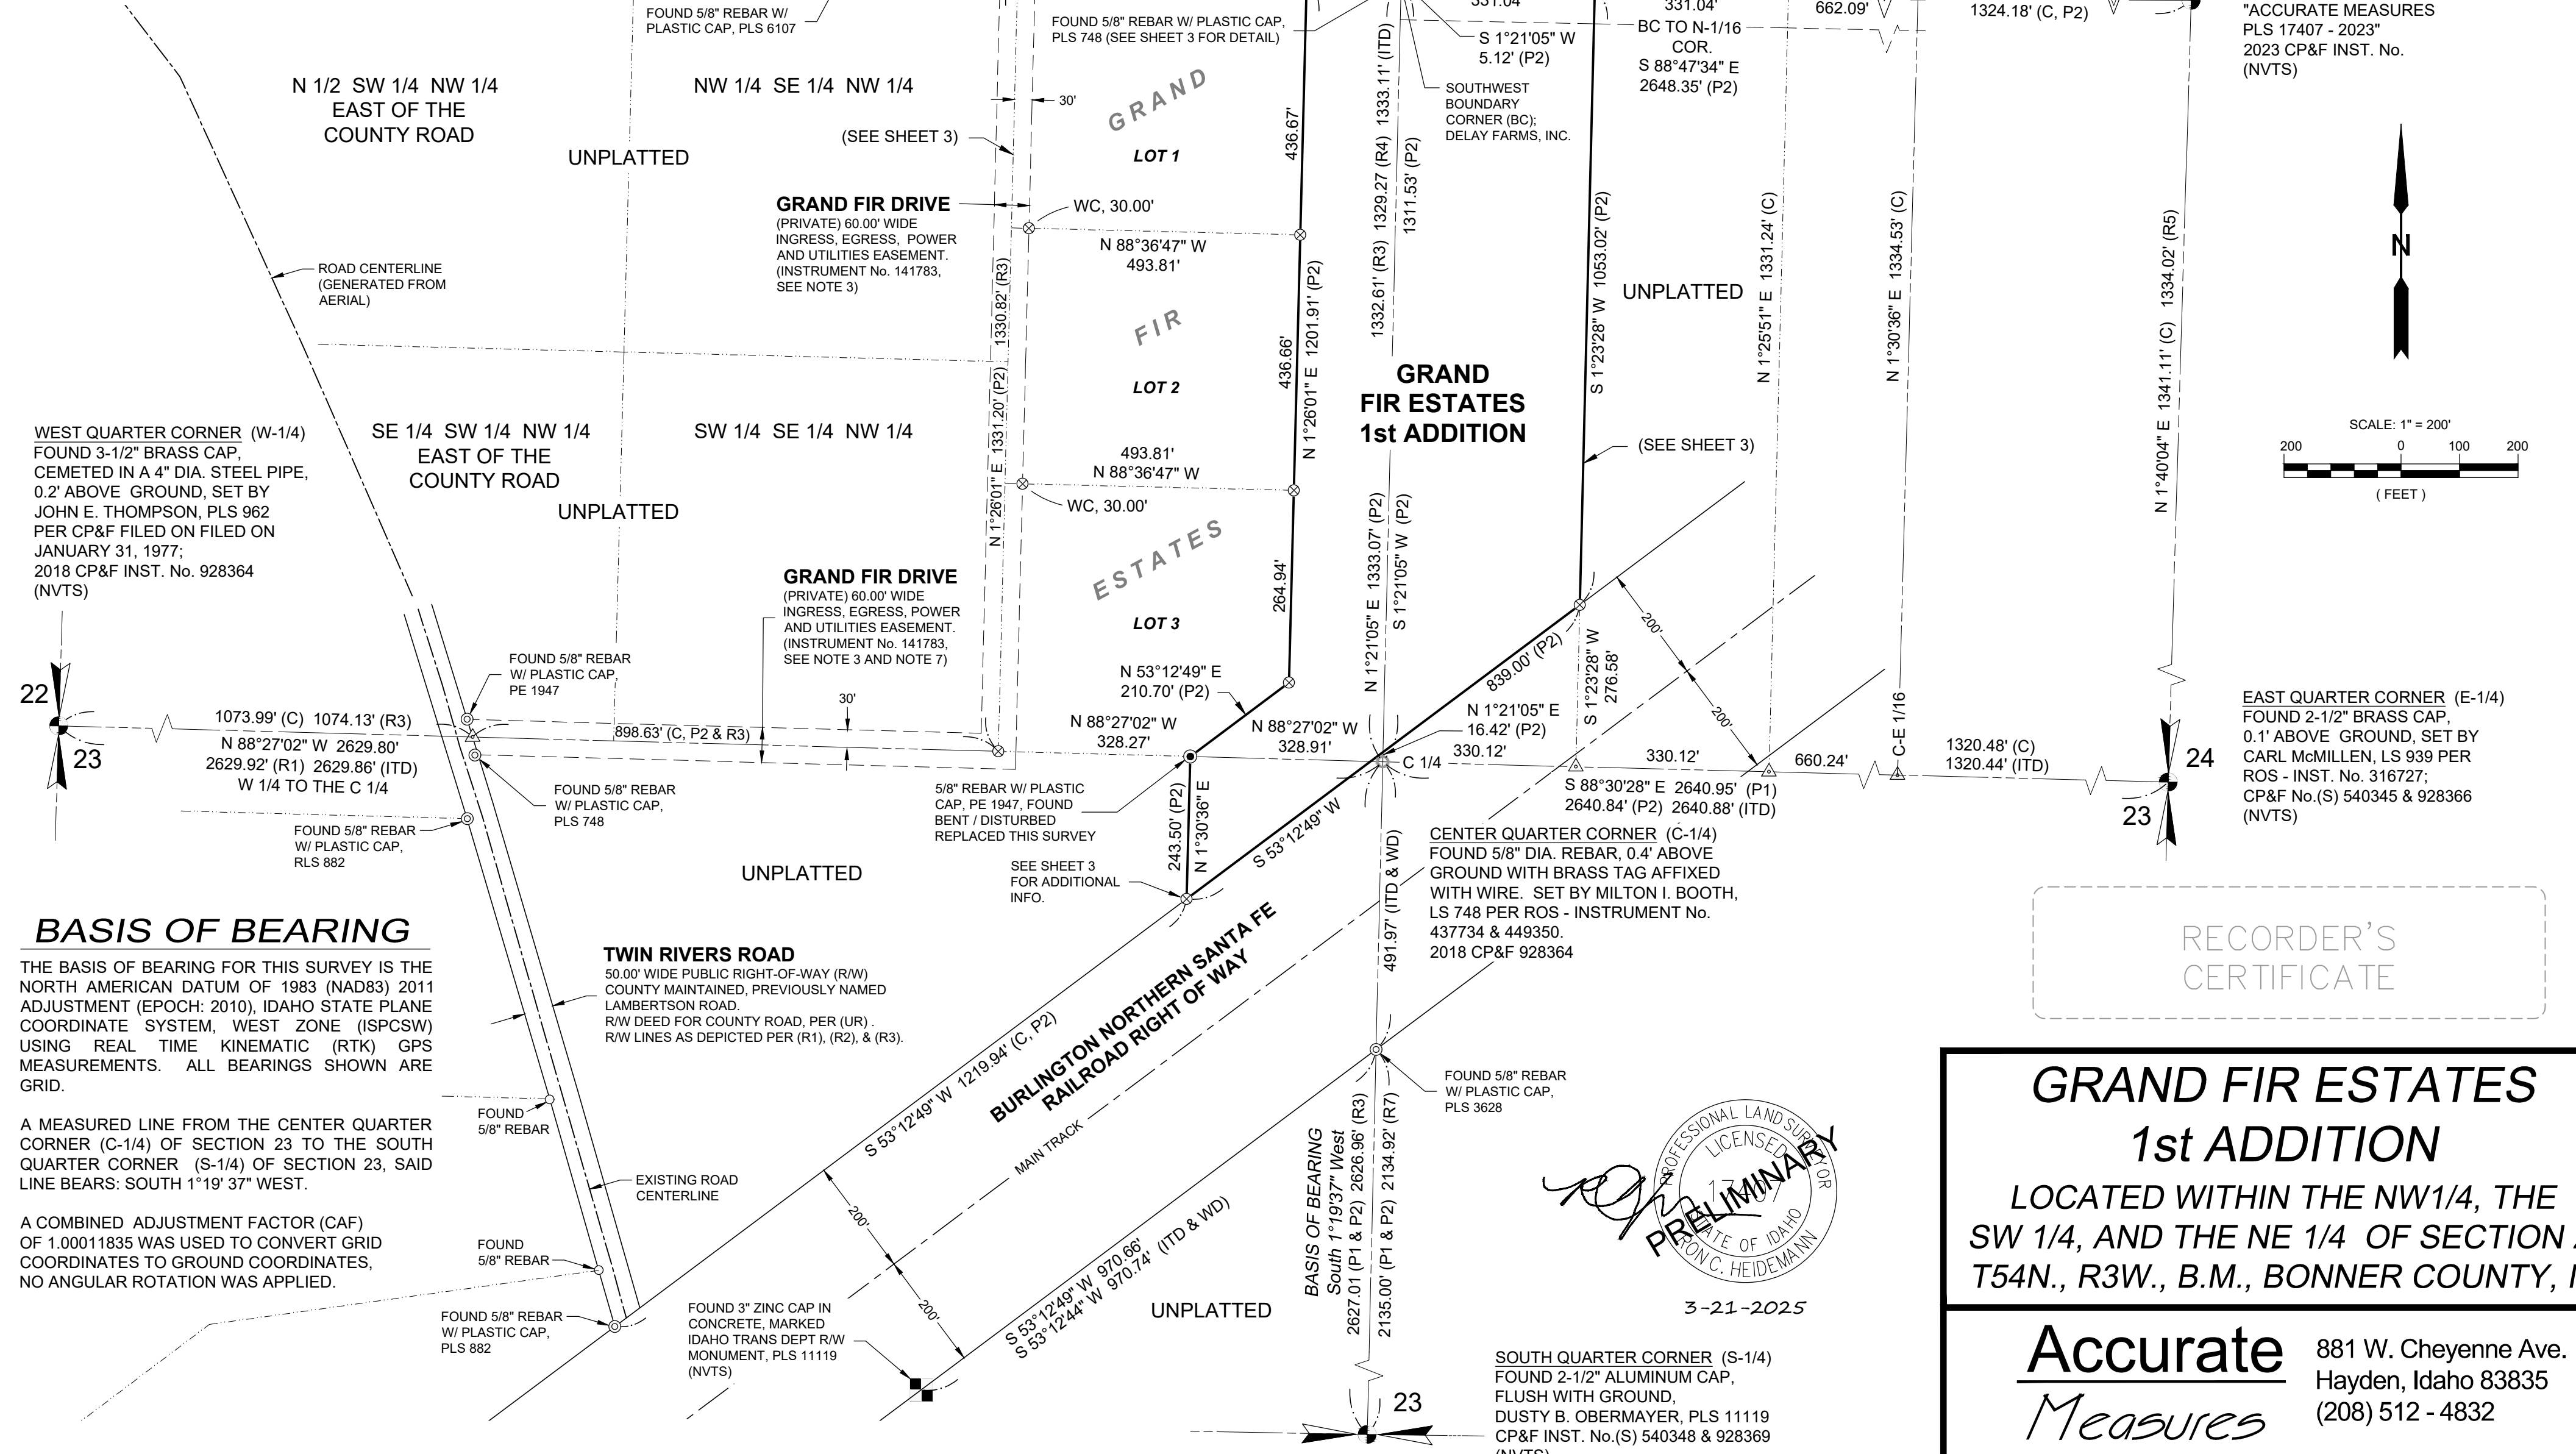 FOUND 5/8" REBAR W/
PLASTIC CAP, PLS 6107
FOUND 5/8" REBAR W/ PLASTIC CAP,
PLS 748 (SEE SHEET 3 FOR DETAIL)
331.04'
331.04'
BC TO N-1/16
COR.
S 88°47'34" E
2648.35' (P2)
662.09'
1324.18' (C, P2)
"ACCURATE MEASURES
PLS 17407 - 2023"
2023 CP&F INST. No.
(NVTS)
S 1°21'05" W
5.12' (P2)
SOUTHWEST
BOUNDARY
CORNER (BC);
DELAY FARMS, INC.
N 1/2 SW 1/4 NW 1/4
EAST OF THE
COUNTY ROAD
NW 1/4 SE 1/4 NW 1/4
UNPLATTED
(SEE SHEET 3)
30'
GRAND
LOT 1
436.67'
GRAND FIR DRIVE
(PRIVATE) 60.00' WIDE
INGRESS, EGRESS, POWER
AND UTILITIES EASEMENT.
(INSTRUMENT No. 141783,
SEE NOTE 3)
WC, 30.00'
N 88°36'47" W
493.81'
ROAD CENTERLINE
(GENERATED FROM
AERIAL)
N 1°26'01" E 1331.20' (P2) 1330.82' (R3)
FIR
LOT 2
436.66'
N 1°26'01" E 1201.91' (P2)
1332.61' (R3) 1329.27 (R4) 1333.11' (ITD)
1311.53' (P2)
GRAND
FIR ESTATES
1st ADDITION
S 1°23'28" W 1053.02' (P2)
UNPLATTED
N 1°25'51" E 1331.24' (C)
N 1°30'36" E 1334.53' (C)
N 1°40'04" E 1341.11' (C) 1334.02' (R5)
N
SCALE: 1" = 200'
200 0 100 200
( FEET )
WEST QUARTER CORNER (W-1/4)
FOUND 3-1/2" BRASS CAP,
CEMETED IN A 4" DIA. STEEL PIPE,
0.2' ABOVE GROUND, SET BY
JOHN E. THOMPSON, PLS 962
PER CP&F FILED ON FILED ON
JANUARY 31, 1977;
2018 CP&F INST. No. 928364
(NVTS)
SE 1/4 SW 1/4 NW 1/4
EAST OF THE
COUNTY ROAD
SW 1/4 SE 1/4 NW 1/4
UNPLATTED
493.81'
N 88°36'47" W
WC, 30.00'
(SEE SHEET 3)
ESTATES
LOT 3
264.94'
N 1°21'05" E 1333.07' (P2)
S 1°21'05" W (P2)
GRAND FIR DRIVE
(PRIVATE) 60.00' WIDE
INGRESS, EGRESS, POWER
AND UTILITIES EASEMENT.
(INSTRUMENT No. 141783,
SEE NOTE 3 AND NOTE 7)
30'
FOUND 5/8" REBAR
W/ PLASTIC CAP,
PE 1947
22
23
1073.99' (C) 1074.13' (R3)
N 88°27'02" W 2629.80'
2629.92' (R1) 2629.86' (ITD)
W 1/4 TO THE C 1/4
898.63' (C, P2 & R3)
N 53°12'49" E
210.70' (P2)
N 88°27'02" W
328.27'
N 88°27'02" W
328.91'
839.00' (P2)
N 1°21'05" E
16.42' (P2)
S 1°23'28" W
276.58'
200'
200'
C 1/4
330.12'
330.12'
660.24'
C-E 1/16
1320.48' (C)
1320.44' (ITD)
24
23
S 88°30'28" E 2640.95' (P1)
2640.84' (P2) 2640.88' (ITD)
EAST QUARTER CORNER (E-1/4)
FOUND 2-1/2" BRASS CAP,
0.1' ABOVE GROUND, SET BY
CARL McMILLEN, LS 939 PER
ROS - INST. No. 316727;
CP&F No.(S) 540345 & 928366
(NVTS)
FOUND 5/8" REBAR
W/ PLASTIC CAP,
PLS 748
FOUND 5/8" REBAR
W/ PLASTIC CAP,
RLS 882
5/8" REBAR W/ PLASTIC
CAP, PE 1947, FOUND
BENT / DISTURBED
REPLACED THIS SURVEY
243.50' (P2)
N 1°30'36" E
S 53°12'49" W
SEE SHEET 3
FOR ADDITIONAL
INFO.
UNPLATTED
CENTER QUARTER CORNER (C-1/4)
FOUND 5/8" DIA. REBAR, 0.4' ABOVE
GROUND WITH BRASS TAG AFFIXED
WITH WIRE. SET BY MILTON I. BOOTH,
LS 748 PER ROS - INSTRUMENT No.
437734 & 449350.
2018 CP&F 928364
491.97' (ITD & WD)
RECORDER'S
CERTIFICATE
BASIS OF BEARING
THE BASIS OF BEARING FOR THIS SURVEY IS THE
NORTH AMERICAN DATUM OF 1983 (NAD83) 2011
ADJUSTMENT (EPOCH: 2010), IDAHO STATE PLANE
COORDINATE SYSTEM, WEST ZONE (ISPCSW)
USING REAL TIME KINEMATIC (RTK) GPS
MEASUREMENTS. ALL BEARINGS SHOWN ARE
GRID.
A MEASURED LINE FROM THE CENTER QUARTER
CORNER (C-1/4) OF SECTION 23 TO THE SOUTH
QUARTER CORNER (S-1/4) OF SECTION 23, SAID
LINE BEARS: SOUTH 1°19' 37" WEST.
A COMBINED ADJUSTMENT FACTOR (CAF)
OF 1.00011835 WAS USED TO CONVERT GRID
COORDINATES TO GROUND COORDINATES,
NO ANGULAR ROTATION WAS APPLIED.
TWIN RIVERS ROAD
50.00' WIDE PUBLIC RIGHT-OF-WAY (R/W)
COUNTY MAINTAINED, PREVIOUSLY NAMED
LAMBERTSON ROAD.
R/W DEED FOR COUNTY ROAD, PER (UR) .
R/W LINES AS DEPICTED PER (R1), (R2), & (R3).
FOUND
5/8" REBAR
EXISTING ROAD
CENTERLINE
FOUND
5/8" REBAR
FOUND 5/8" REBAR
W/ PLASTIC CAP,
PLS 882
S 53°12'49" W 1219.94' (C, P2)
BURLINGTON NORTHERN SANTA FE
RAILROAD RIGHT OF WAY
MAIN TRACK
200'
200'
S 53°12'49" W 970.66'
S 53°12'44" W 970.74' (ITD & WD)
FOUND 3" ZINC CAP IN
CONCRETE, MARKED
IDAHO TRANS DEPT R/W
MONUMENT, PLS 11119
(NVTS)
UNPLATTED
FOUND 5/8" REBAR
W/ PLASTIC CAP,
PLS 3628
BASIS OF BEARING
South 1°19'37" West
2627.01 (P1 & P2) 2626.96' (R3)
2135.00' (P1 & P2) 2134.92' (R7)
PROFESSIONAL LAND SURVEYOR
LICENSED
17407
STATE OF IDAHO
RON C. HEIDEMANN
PRELIMINARY
3-21-2025
23
SOUTH QUARTER CORNER (S-1/4)
FOUND 2-1/2" ALUMINUM CAP,
FLUSH WITH GROUND,
DUSTY B. OBERMAYER, PLS 11119
CP&F INST. No.(S) 540348 & 928369
(NVTS)
GRAND FIR ESTATES
1st ADDITION
LOCATED WITHIN THE NW1/4, THE
SW 1/4, AND THE NE 1/4 OF SECTION
T54N., R3W., B.M., BONNER COUNTY,
Accurate
Measures
881 W. Cheyenne Ave.
Hayden, Idaho 83835
(208) 512 - 4832